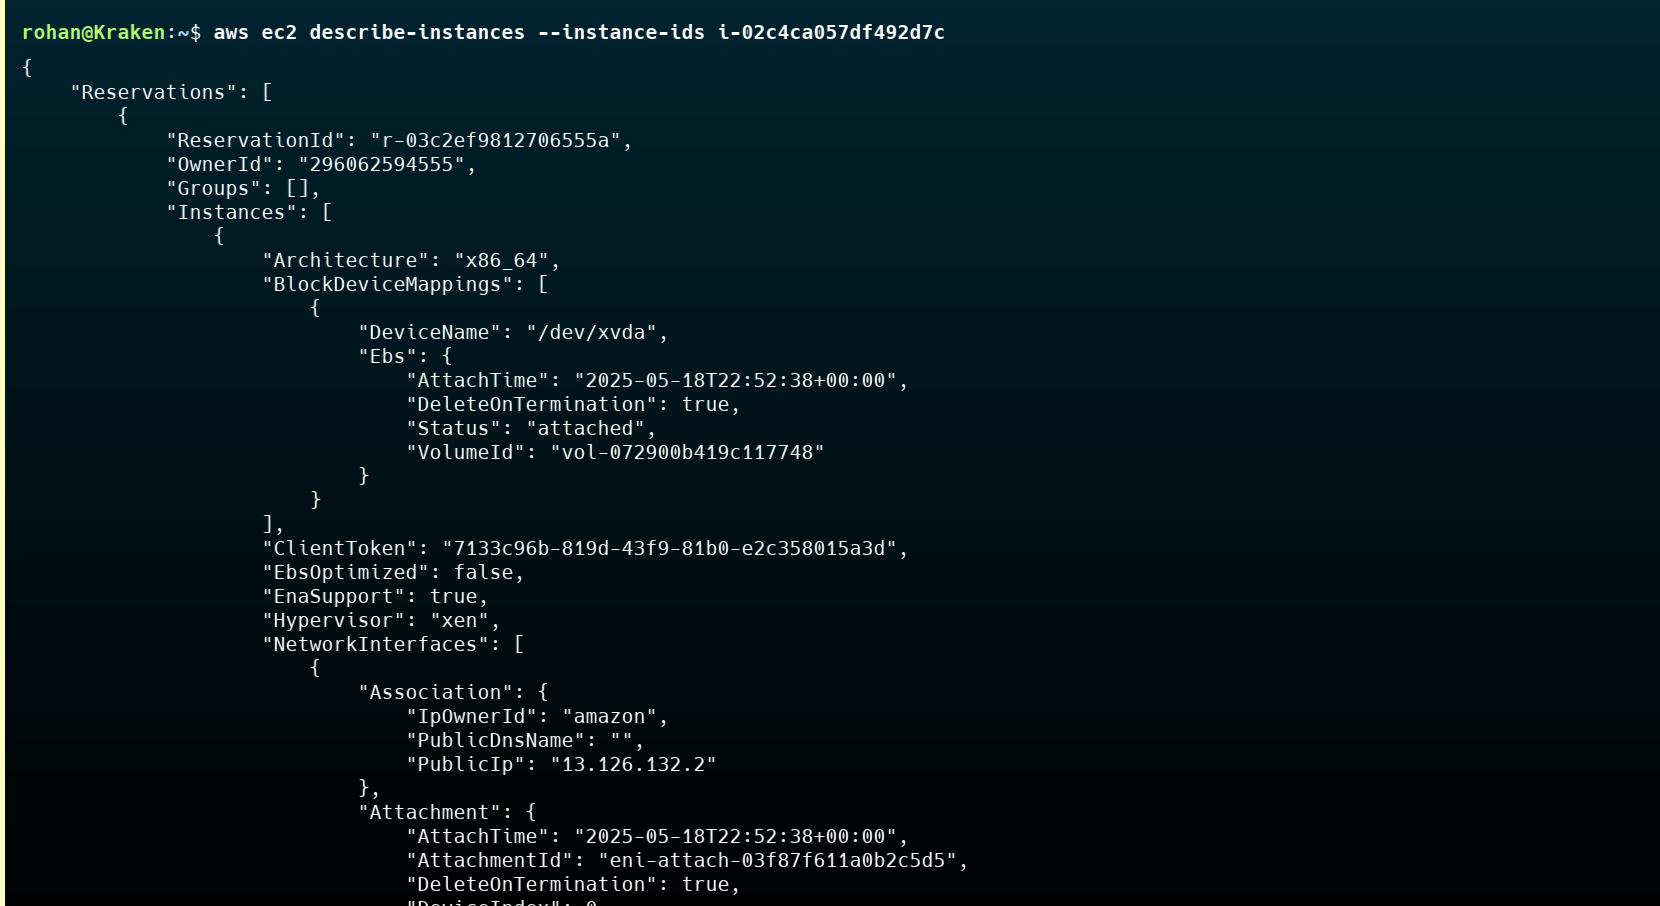 rohan@Kraken:~$ aws ec2 describe-instances --instance-ids i-02c4ca057df492d7c
{
    "Reservations": [
        {
            "ReservationId": "r-03c2ef9812706555a",
            "OwnerId": "296062594555",
            "Groups": [],
            "Instances": [
                {
                    "Architecture": "x86_64",
                    "BlockDeviceMappings": [
                        {
                            "DeviceName": "/dev/xvda",
                            "Ebs": {
                                "AttachTime": "2025-05-18T22:52:38+00:00",
                                "DeleteOnTermination": true,
                                "Status": "attached",
                                "VolumeId": "vol-072900b419c117748"
                            }
                        }
                    ],
                    "ClientToken": "7133c96b-819d-43f9-81b0-e2c358015a3d",
                    "EbsOptimized": false,
                    "EnaSupport": true,
                    "Hypervisor": "xen",
                    "NetworkInterfaces": [
                        {
                            "Association": {
                                "IpOwnerId": "amazon",
                                "PublicDnsName": "",
                                "PublicIp": "13.126.132.2"
                            },
                            "Attachment": {
                                "AttachTime": "2025-05-18T22:52:38+00:00",
                                "AttachmentId": "eni-attach-03f87f611a0b2c5d5",
                                "DeleteOnTermination": true,
                                "DeviceIndex": 0